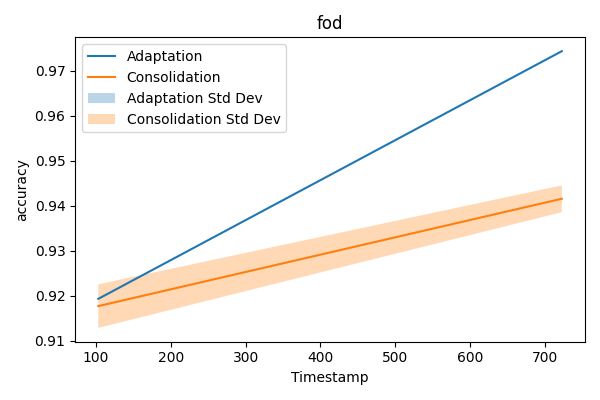 fod
Adaptation
Consolidation
Adaptation Std Dev
Consolidation Std Dev
0.97
0.96
0.95
0.94
0.93
0.92
0.91
accuracy
100 200 300 400 500 600 700
Timestamp